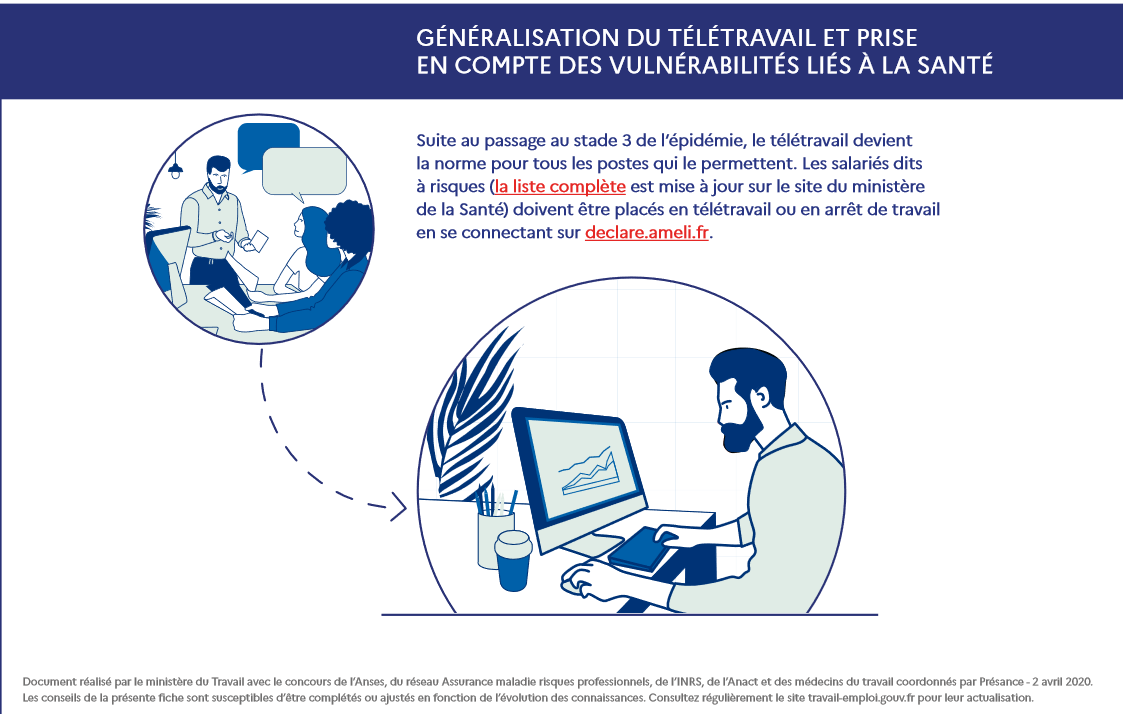 GÉNÉRALISATION DU TÉLÉTRAVAIL ET PRISE
EN COMPTE DES VULNÉRABILITÉS LIÉS À LA SANTÉ
Suite au passage au stade 3 de l’épidémie, le télétravail devient
la norme pour tous les postes qui le permettent. Les salariés dits
à risques (la liste complète est mise à jour sur le site du ministère
de la Santé) doivent être placés en télétravail ou en arrêt de travail
en se connectant sur declare.ameli.fr.
Document réalisé par le ministère du Travail avec le concours de l’Anses, du réseau Assurance maladie risques professionnels, de l’INRS, de l’Anact et des médecins du travail coordonnés par Présance - 2 avril 2020.
Les conseils de la présente fiche sont susceptibles d’être complétés ou ajustés en fonction de l’évolution des connaissances. Consultez régulièrement le site travail-emploi.gouv.fr pour leur actualisation.